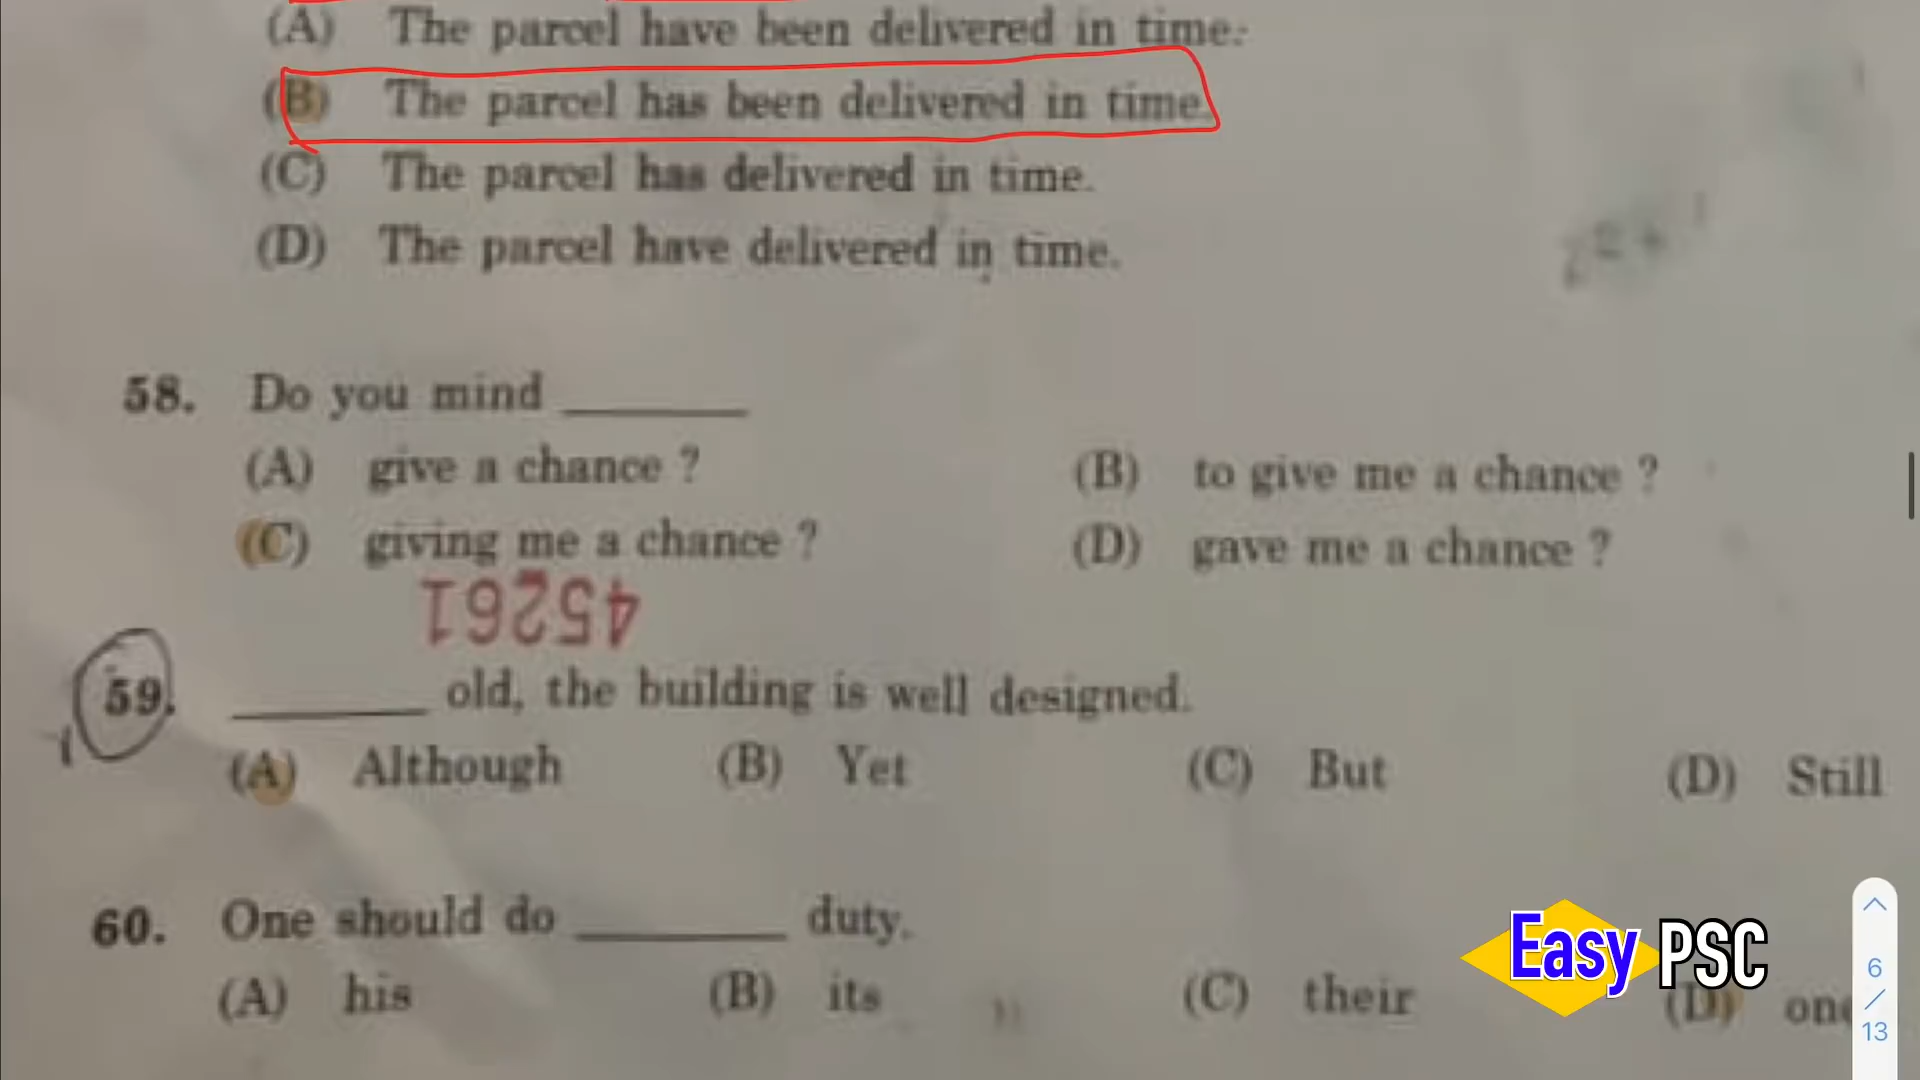 (A) The parcel have been delivered in time.
(B) The parcel has been delivered in time.
(C) The parcel has delivered in time.
(D) The parcel have delivered in time.
58. Do you mind ________
(A) give a chance ? (B) to give me a chance ?
(C) giving me a chance ? (D) gave me a chance ?
45261
59. ________ old, the building is well designed.
(A) Although (B) Yet (C) But (D) Still
60. One should do ________ duty.
(A) his (B) its (C) their (D)
Easy PSC
6
/
13